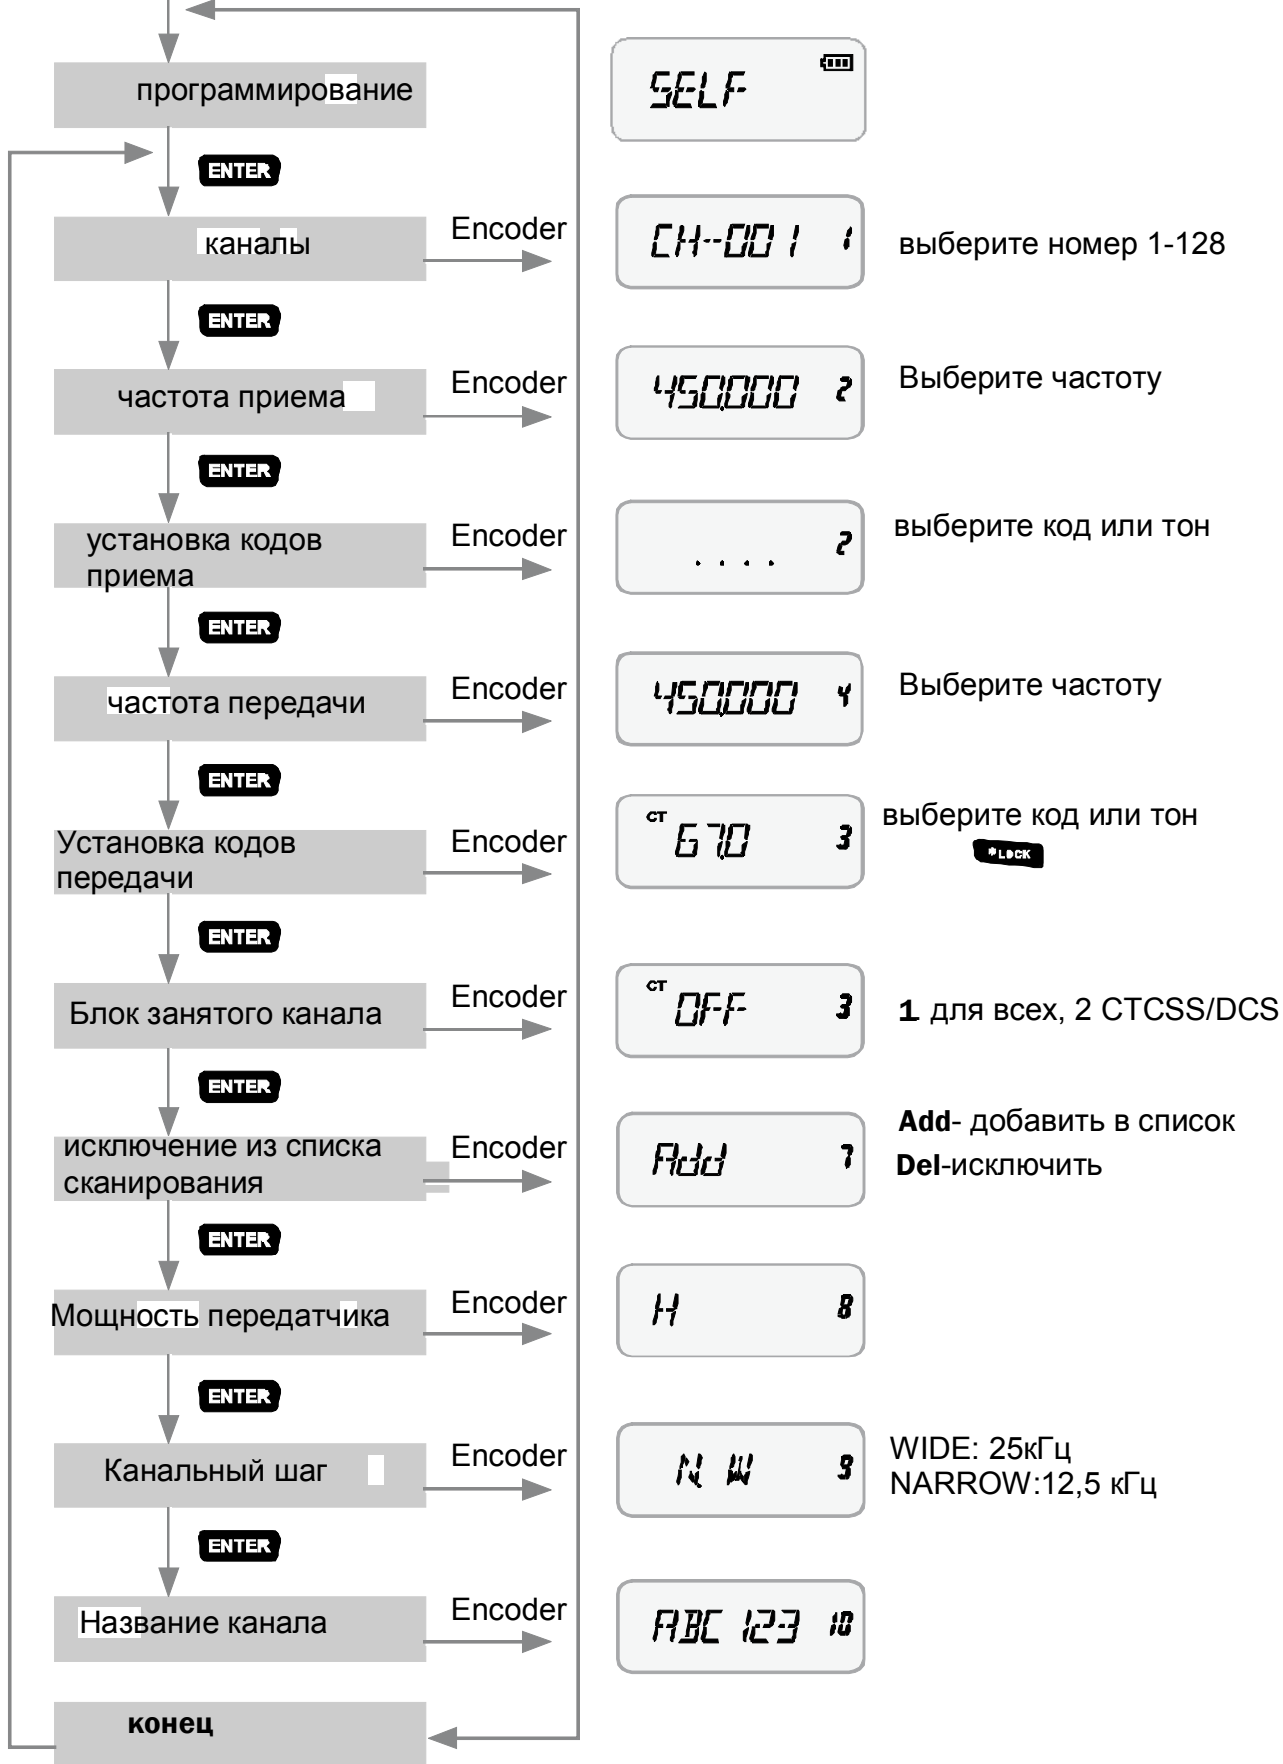 программирование
SELF
ENTER
каналы
Encoder
CH--001 1
выберите номер 1-128
ENTER
частота приема
Encoder
450.000 2
Выберите частоту
ENTER
установка кодов
приема
Encoder
. . . . 2
выберите код или тон
ENTER
частота передачи
Encoder
450.000 4
Выберите частоту
ENTER
Установка кодов
передачи
Encoder
CT 67.0 3
выберите код или тон
*LOCK
ENTER
Блок занятого канала
Encoder
CT OFF 3
1 для всех, 2 CTCSS/DCS
ENTER
исключение из списка
сканирования
Encoder
Add 7
Add- добавить в список
Del-исключить
ENTER
Мощность передатчика
Encoder
H 8
ENTER
Канальный шаг
Encoder
N W 9
WIDE: 25кГц
NARROW:12,5 кГц
ENTER
Название канала
Encoder
ABC 123 10
конец